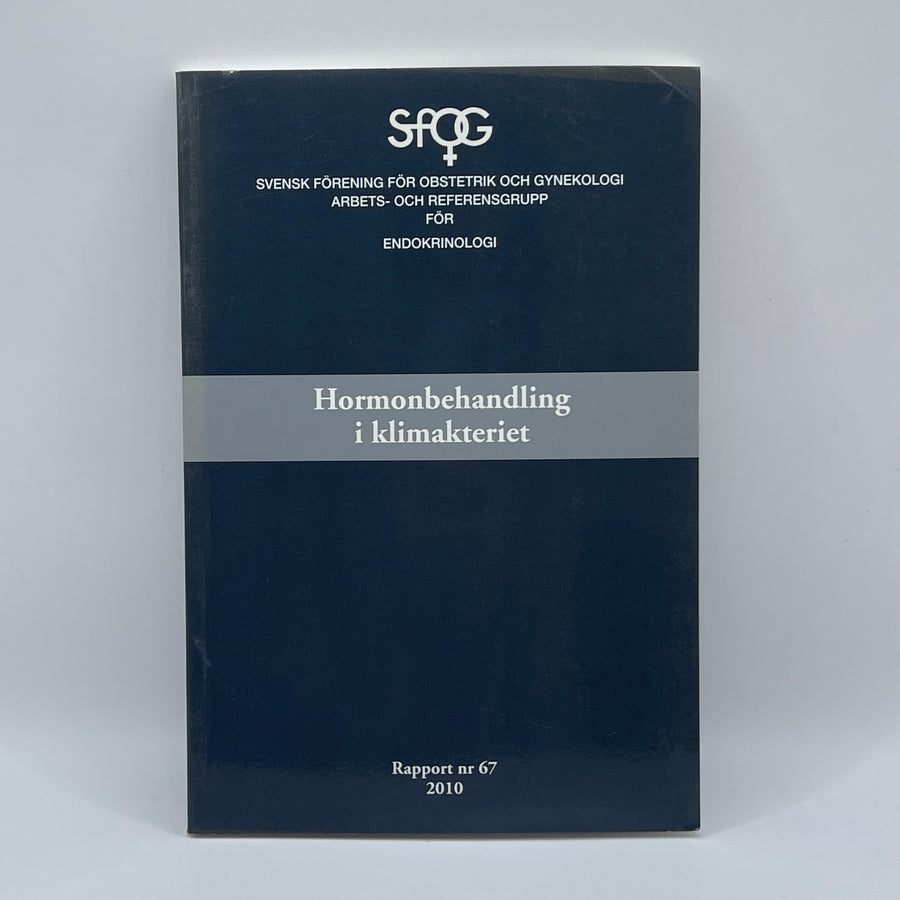 SfOG
SVENSK FÖRENING FÖR OBSTETRIK OCH GYNEKOLOGI
ARBETS- OCH REFERENSGRUPP
FÖR
ENDOKRINOLOGI
Hormonbehandling
i klimakteriet
Rapport nr 67
2010